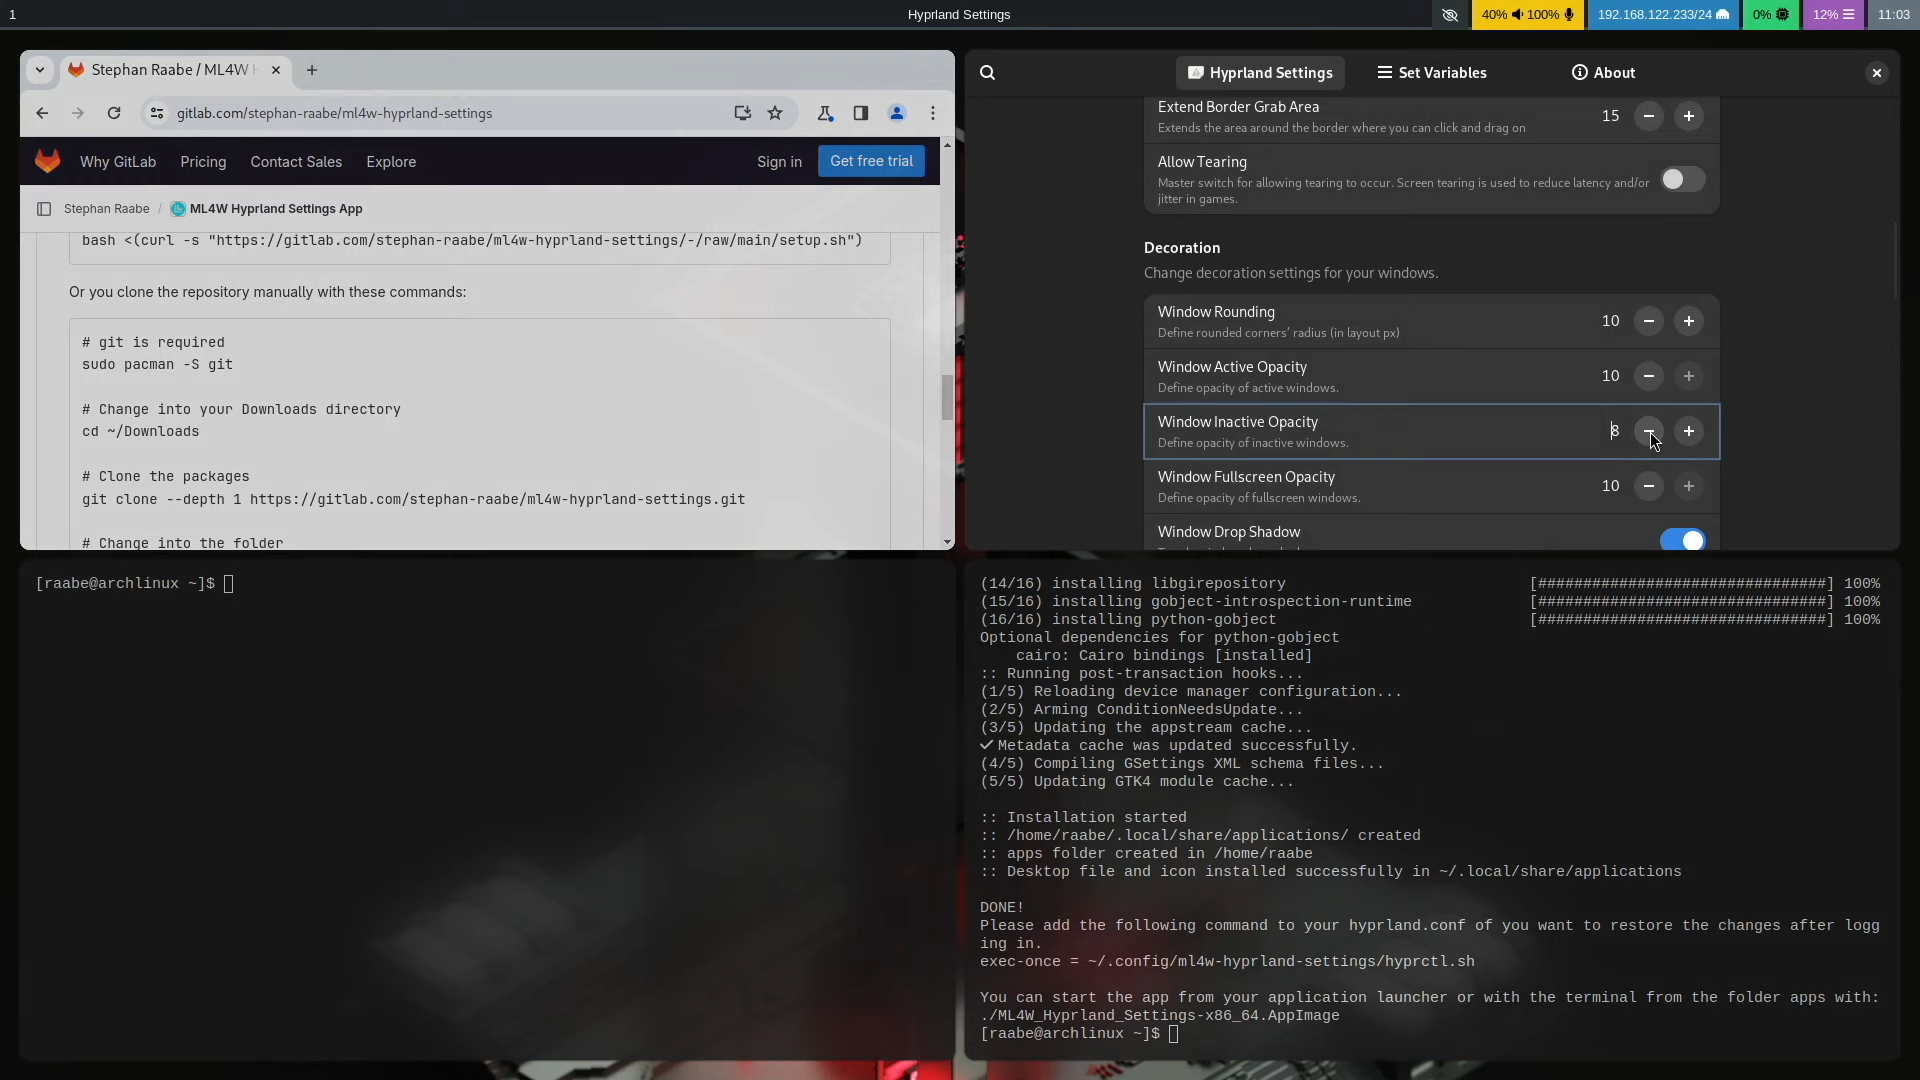 1
Hyprland Settings
40% 100%
192.168.122.233/24
0%
12%
11:03
Stephan Raabe / ML4W H
gitlab.com/stephan-raabe/ml4w-hyprland-settings
Why GitLab Pricing Contact Sales Explore Sign in Get free trial
Stephan Raabe / ML4W Hyprland Settings App
bash <(curl -s "https://gitlab.com/stephan-raabe/ml4w-hyprland-settings/-/raw/main/setup.sh")
Or you clone the repository manually with these commands:
# git is required
sudo pacman -S git
# Change into your Downloads directory
cd ~/Downloads
# Clone the packages
git clone --depth 1 https://gitlab.com/stephan-raabe/ml4w-hyprland-settings.git
# Change into the folder
Hyprland Settings Set Variables About
Extend Border Grab Area 15
Extends the area around the border where you can click and drag on
Allow Tearing
Master switch for allowing tearing to occur. Screen tearing is used to reduce latency and/or
jitter in games.
Decoration
Change decoration settings for your windows.
Window Rounding 10
Define rounded corners' radius (in layout px)
Window Active Opacity 10
Define opacity of active windows.
Window Inactive Opacity 8
Define opacity of inactive windows.
Window Fullscreen Opacity 10
Define opacity of fullscreen windows.
Window Drop Shadow
[raabe@archlinux ~]$
(14/16) installing libgirepository [################################] 100%
(15/16) installing gobject-introspection-runtime [################################] 100%
(16/16) installing python-gobject [################################] 100%
Optional dependencies for python-gobject
cairo: Cairo bindings [installed]
:: Running post-transaction hooks...
(1/5) Reloading device manager configuration...
(2/5) Arming ConditionNeedsUpdate...
(3/5) Updating the appstream cache...
✓ Metadata cache was updated successfully.
(4/5) Compiling GSettings XML schema files...
(5/5) Updating GTK4 module cache...
:: Installation started
:: /home/raabe/.local/share/applications/ created
:: apps folder created in /home/raabe
:: Desktop file and icon installed successfully in ~/.local/share/applications
DONE!
Please add the following command to your hyprland.conf of you want to restore the changes after logg
ing in.
exec-once = ~/.config/ml4w-hyprland-settings/hyprctl.sh
You can start the app from your application launcher or with the terminal from the folder apps with:
./ML4W_Hyprland_Settings-x86_64.AppImage
[raabe@archlinux ~]$